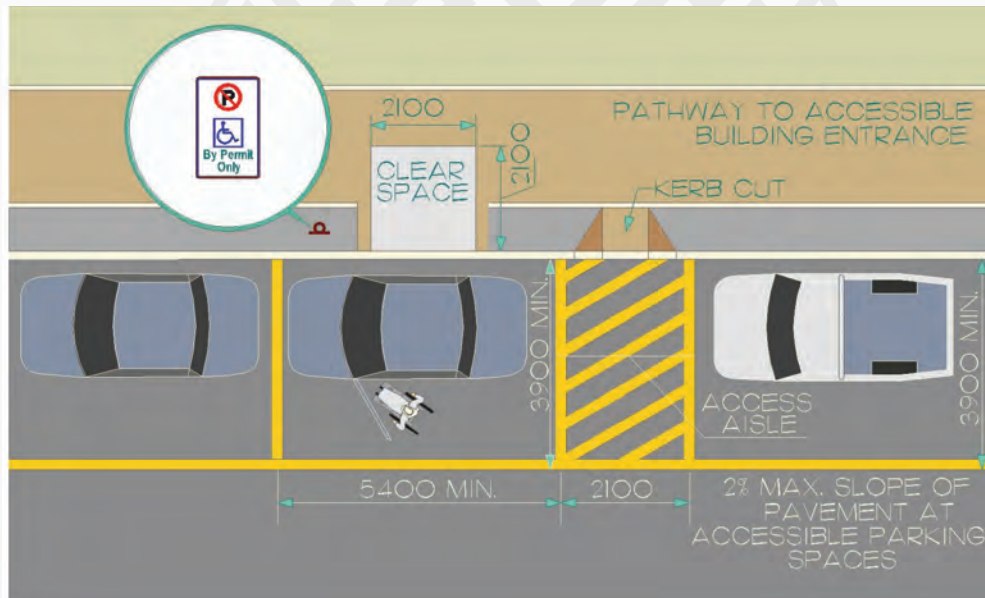 By Permit
Only
2100
2100
CLEAR
SPACE
PATHWAY TO ACCESSIBLE
BUILDING ENTRANCE
KERB CUT
3900 MIN.
3900 MIN.
ACCESS
AISLE
5400 MIN.
2100
2% MAX. SLOPE OF
PAVEMENT AT
ACCESSIBLE PARKING
SPACES